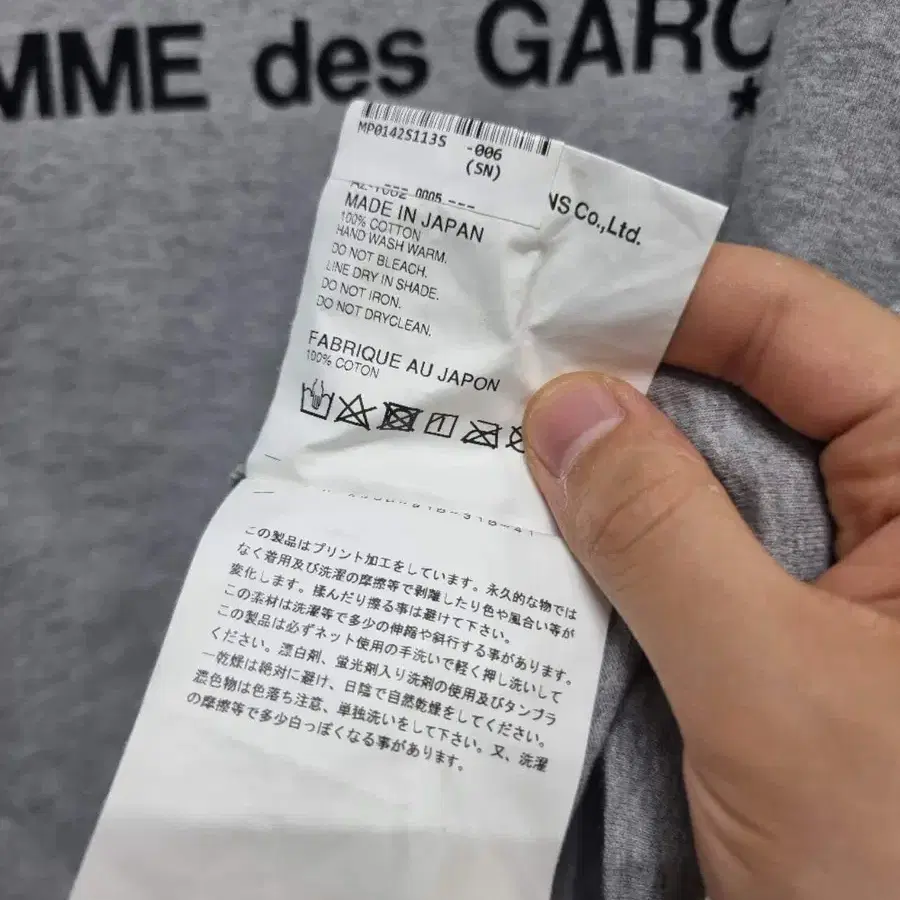 MME des GARÇ
MP0142S113S -006
(SN)
NS Co.,Ltd.
MADE IN JAPAN
100% COTTON
HAND WASH WARM.
DO NOT BLEACH.
LINE DRY IN SHADE.
DO NOT IRON.
DO NOT DRYCLEAN.
FABRIQUE AU JAPON
100% COTON
この製品はプリント加工をしています。永久的な物では
なく着用及び洗濯の摩擦等で剥離したり色や風合い等が
変化します。揉んだり擦る事は避けて下さい。
この素材は洗濯等で多少の伸縮や斜行する事があります。
この製品は必ずネット使用の手洗いで軽く押し洗いして
ください。漂白剤、蛍光剤入り洗剤の使用及びタンブラ
ー乾燥は絶対に避け、日陰で自然乾燥をしてください。
濃色物は色落ち注意、単独洗いをして下さい。又、洗濯
の摩擦等で多少白っぽくなる事があります。